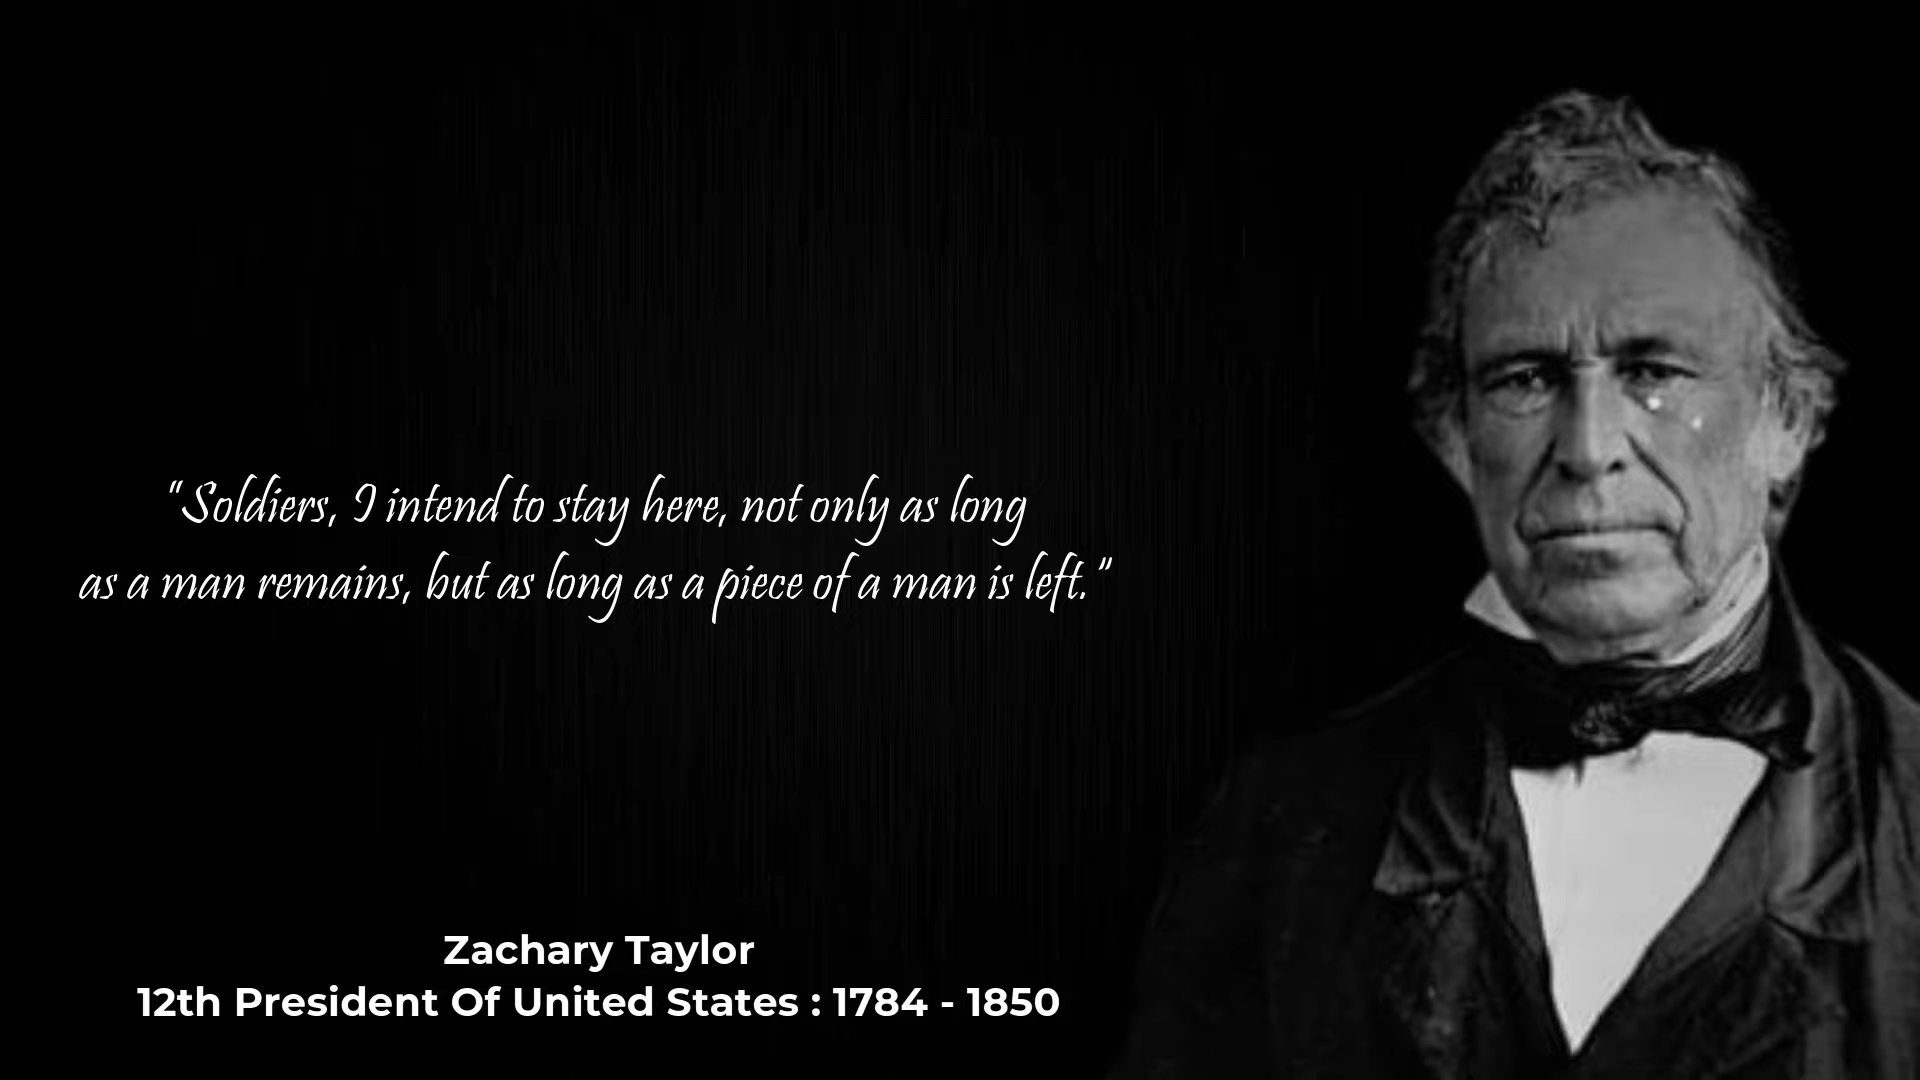 "Soldiers, I intend to stay here, not only as long
as a man remains, but as long as a piece of a man is left."
Zachary Taylor
12th President Of United States : 1784 - 1850